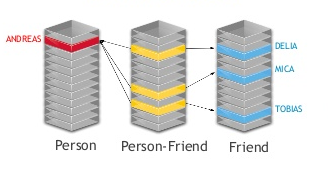 ANDREAS
DELIA
MICA
TOBIAS
Person
Person-Friend
Friend